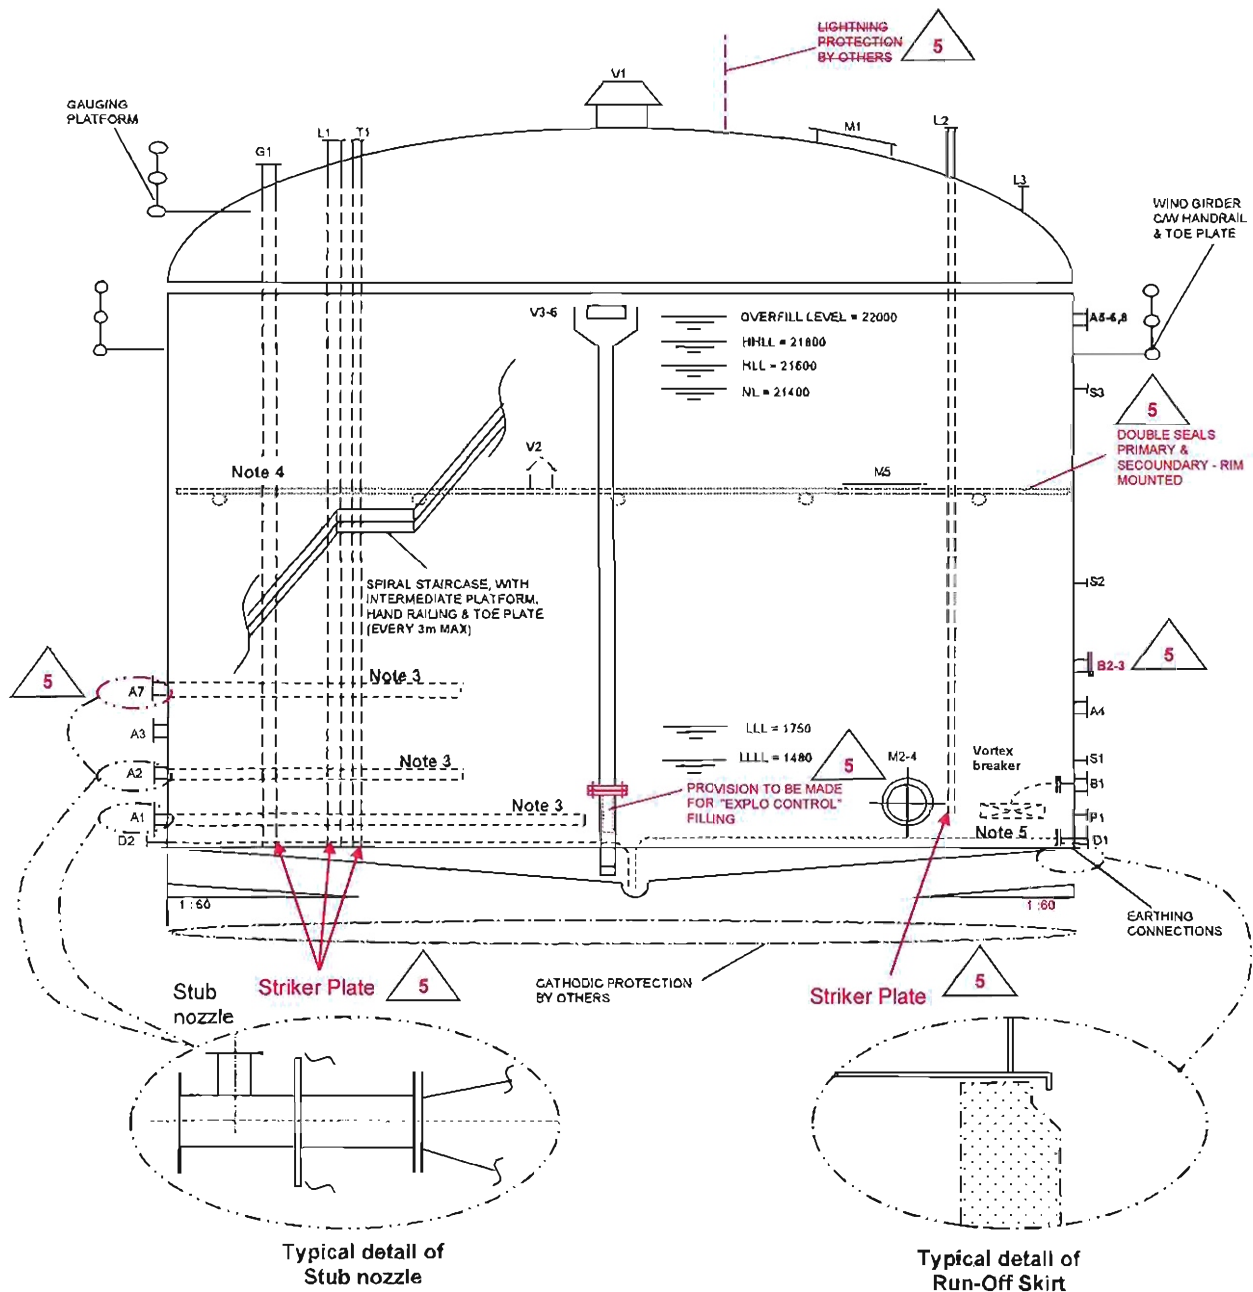 LIGHTNING
PROTECTION
BY OTHERS
5
V1
GAUGING
PLATFORM
G1
L1
T1
M1
L2
L3
WIND GIRDER
C/W HANDRAIL
& TOE PLATE
V3-6
OVERFILL LEVEL = 22000
HHLL = 21800
HLL = 21600
NL = 21400
A5-6,8
S3
5
DOUBLE SEALS
PRIMARY &
SECOUNDARY - RIM
MOUNTED
Note 4
V2
M5
SPIRAL STAIRCASE, WITH
INTERMEDIATE PLATFORM,
HAND RAILING & TOE PLATE
(EVERY 3m MAX)
S2
5
B2-3
5
A7
Note 3
A3
A4
LLL = 1750
LLLL = 1480
5
M2-4
Vortex
breaker
S1
B1
A2
Note 3
PROVISION TO BE MADE
FOR "EXPLO CONTROL"
FILLING
A1
Note 3
P1
Note 5
D2
D1
1 :60
1 :60
EARTHING
CONNECTIONS
Striker Plate
5
CATHODIC PROTECTION
BY OTHERS
Striker Plate
5
Stub
nozzle
Typical detail of
Stub nozzle
Typical detail of
Run-Off Skirt